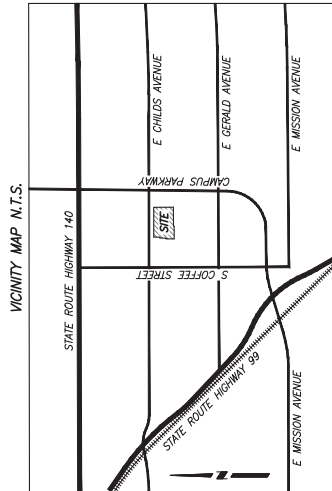 VICINITY MAP N.T.S.
STATE ROUTE HIGHWAY 140
E CHILDS AVENUE
E GERALD AVENUE
E MISSION AVENUE
CAMPUS PARKWAY
SITE
S. COFFEE STREET
STATE ROUTE HIGHWAY 99
E MISSION AVENUE
N